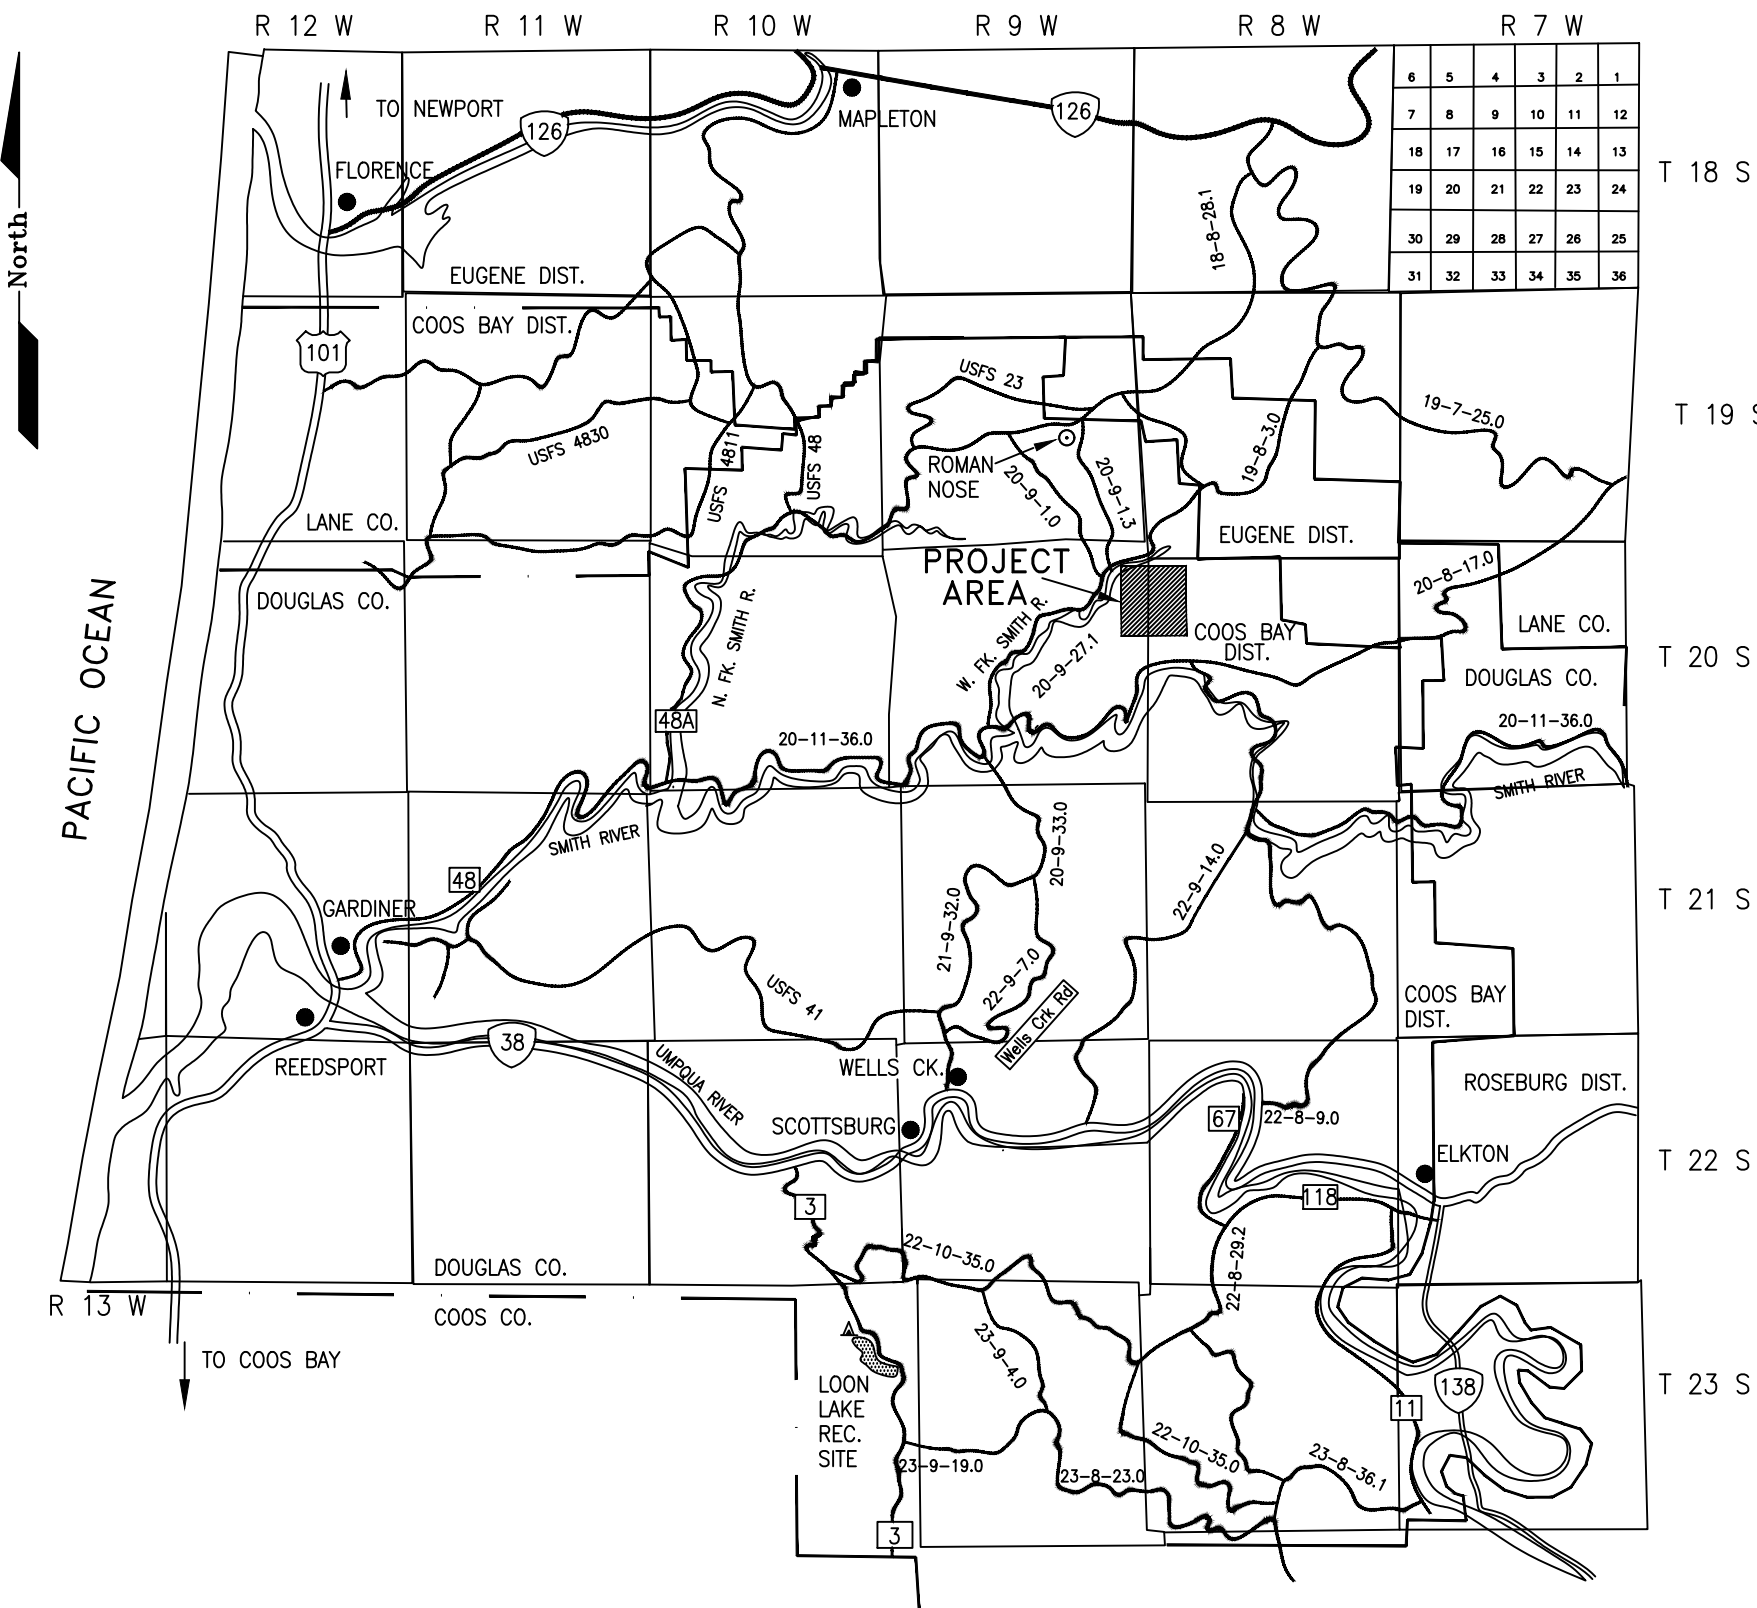 R 12 W
R 11 W
R 10 W
R 9 W
R 8 W
R 7 W
TO NEWPORT
126
MAPLETON
126
6 5 4 3 2 1
7 8 9 10 11 12
18 17 16 15 14 13
19 20 21 22 23 24
30 29 28 27 26 25
31 32 33 34 35 36
T 18 S
FLORENCE
North
EUGENE DIST.
18-8-28.1
COOS BAY DIST.
101
USFS 23
19-7-25.0
T 19 S
USFS 4830
USFS 4811
USFS 48
ROMAN
NOSE
20-9-1.0
20-9-1.3
19-8-3.0
LANE CO.
EUGENE DIST.
PROJECT
AREA
20-8-17.0
DOUGLAS CO.
N. FK. SMITH R.
W. FK. SMITH R.
20-9-27.1
COOS BAY
DIST.
LANE CO.
T 20 S
DOUGLAS CO.
PACIFIC OCEAN
48A
20-11-36.0
20-11-36.0
SMITH RIVER
SMITH RIVER
20-9-33.0
48
22-9-14.0
GARDINER
21-9-32.0
T 21 S
22-9-7.0
USFS 41
Wells Crk Rd
COOS BAY
DIST.
REEDSPORT
38
UMPQUA RIVER
WELLS CK.
ROSEBURG DIST.
SCOTTSBURG
67
22-8-9.0
ELKTON
T 22 S
3
118
22-10-35.0
22-8-29.2
DOUGLAS CO.
R 13 W
COOS CO.
TO COOS BAY
23-9-4.0
LOON
LAKE
REC.
SITE
138
T 23 S
11
22-10-35.0
23-8-36.1
23-9-19.0
23-8-23.0
3